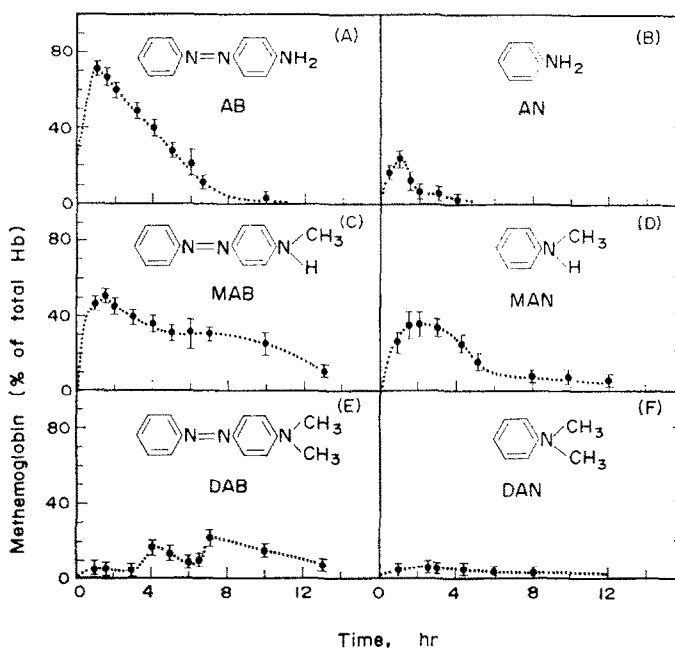 (A)
N=N
NH2
AB
(B)
NH2
AN
(C)
N=N
N
CH3
H
MAB
(D)
N
CH3
H
MAN
(E)
N=N
N
CH3
CH3
DAB
(F)
N
CH3
CH3
DAN
80
40
0
80
40
0
80
40
0
0
4
8
12
0
4
8
12
Methemoglobin (% of total Hb)
Time, hr